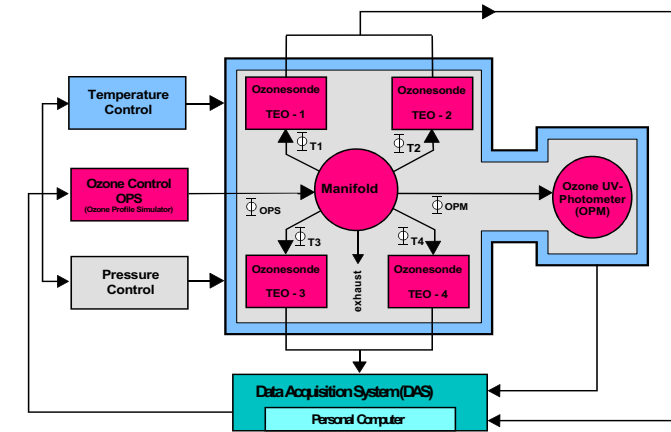 Temperature
Control
Ozone Control
OPS
(Ozone Profile Simulator)
Pressure
Control
Ozonesonde
TEO - 1
Ozonesonde
TEO - 2
Φ T1
Φ T2
Manifold
Φ OPS
Φ OPM
Ozone UV-
Photometer
(OPM)
Φ T3
Φ T4
Ozonesonde
TEO - 3
exhaust
Ozonesonde
TEO - 4
Data Acquisition System (DAS)
Personal Computer